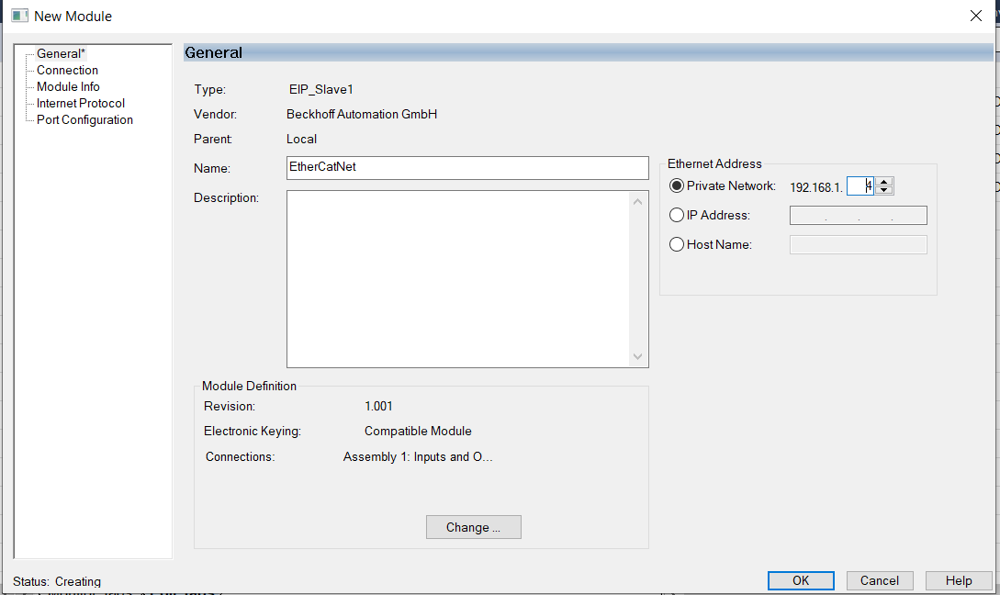 New Module
General*
Connection
Module Info
Internet Protocol
Port Configuration
General
Type: EIP_Slave1
Vendor: Beckhoff Automation GmbH
Parent: Local
Name: EtherCatNet
Description:
Ethernet Address
Private Network: 192.168.1. 4
IP Address: . . .
Host Name:
Module Definition
Revision: 1.001
Electronic Keying: Compatible Module
Connections: Assembly 1: Inputs and O...
Change ...
Status: Creating
OK Cancel Help